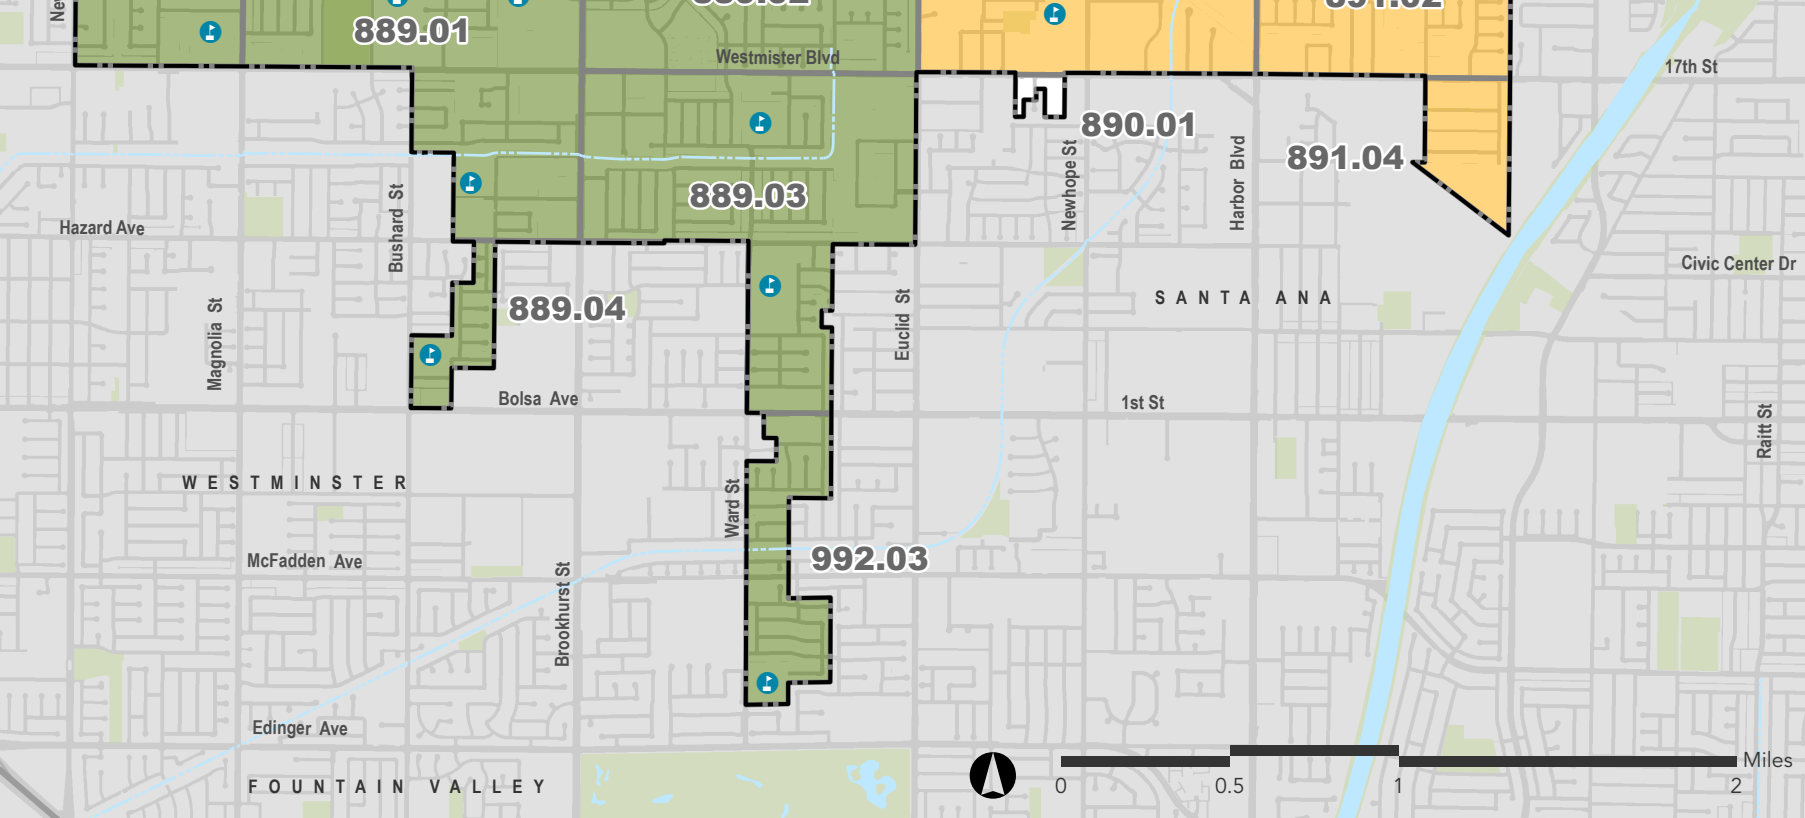 889.01
Westmister Blvd
17th St
890.01
891.04
Newhope St
Harbor Blvd
889.03
Hazard Ave
Bushard St
Civic Center Dr
SANTA ANA
889.04
Magnolia St
Euclid St
Bolsa Ave
1st St
Raitt St
WESTMINSTER
Ward St
McFadden Ave
992.03
Brookhurst St
Edinger Ave
FOUNTAIN VALLEY
Miles
0 0.5 1 2